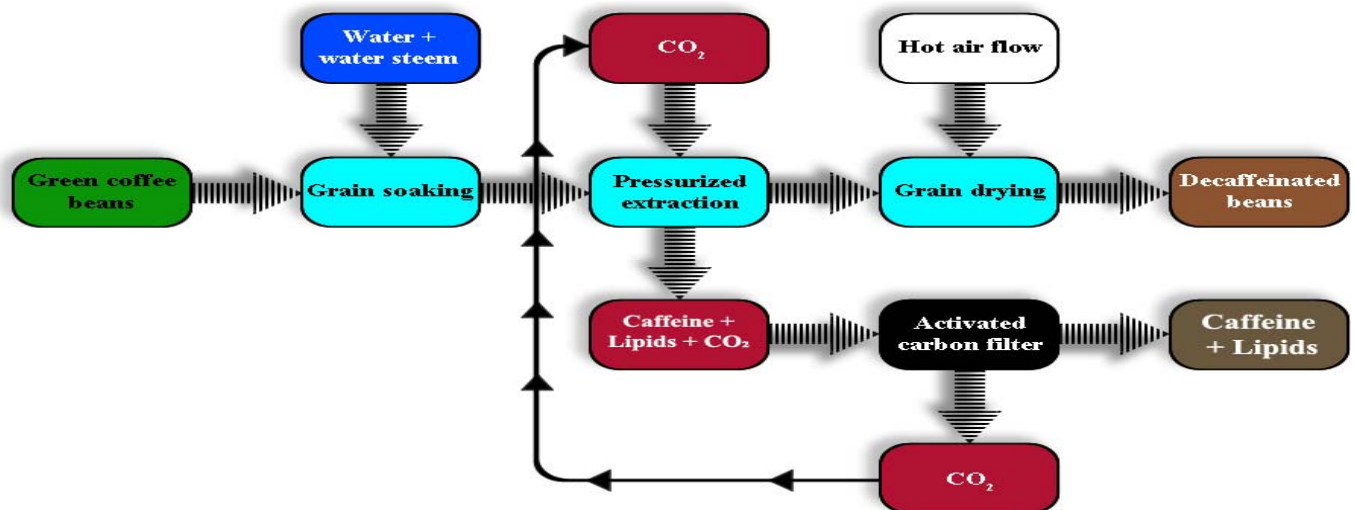 Water +
water steem
CO₂
Hot air flow
Green coffee
beans
Grain soaking
Pressurized
extraction
Grain drying
Decaffeinated
beans
Caffeine +
Lipids + CO₂
Activated
carbon filter
Caffeine
+ Lipids
CO₂